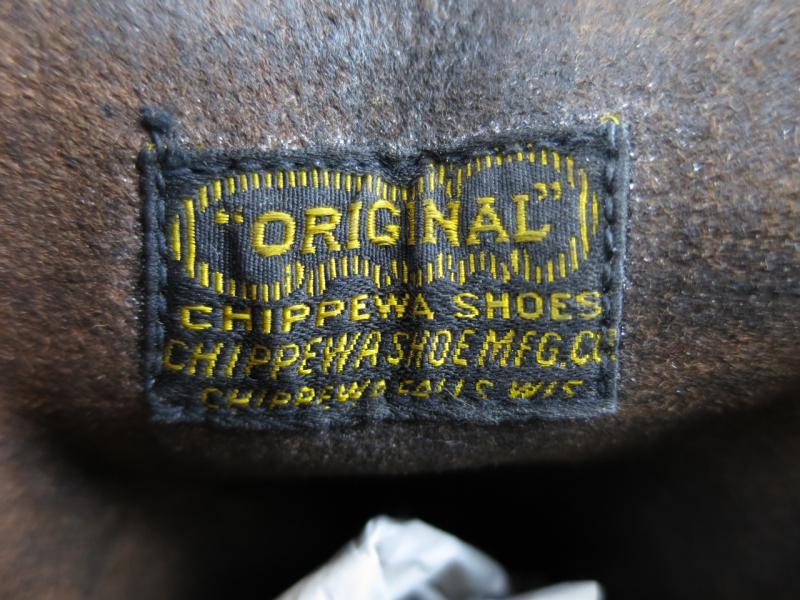 "ORIGINAL"
CHIPPEWA SHOES
CHIPPEWA SHOE MFG. CO.
CHIPPEWA FALLS WIS